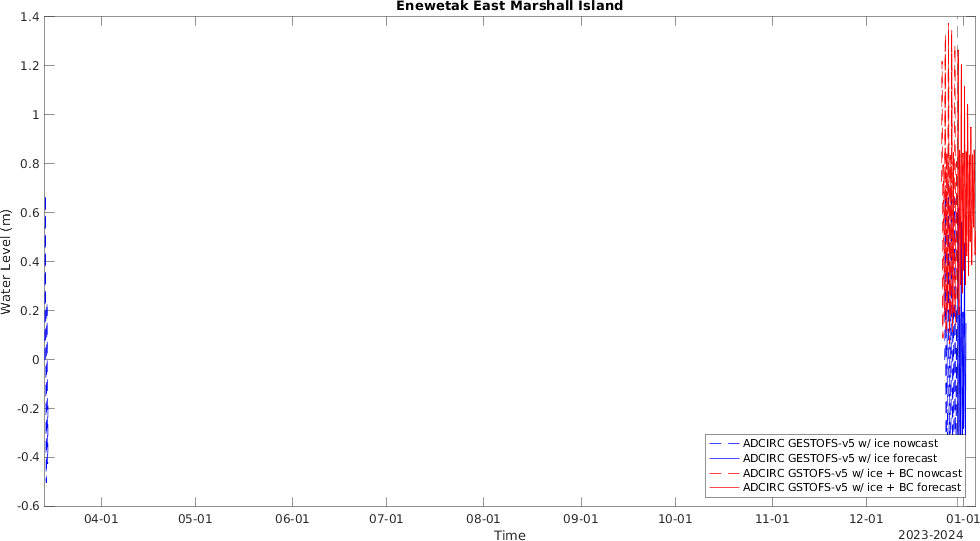 Enewetak East Marshall Island
1.4
1.2
1
0.8
0.6
0.4
0.2
0
-0.2
-0.4
-0.6
Water Level (m)
ADCIRC GESTOFS-v5 w/ ice nowcast
ADCIRC GESTOFS-v5 w/ ice forecast
ADCIRC GSTOFS-v5 w/ ice + BC nowcast
ADCIRC GSTOFS-v5 w/ ice + BC forecast
04-01 05-01 06-01 07-01 08-01 09-01 10-01 11-01 12-01 01-01
Time
2023-2024